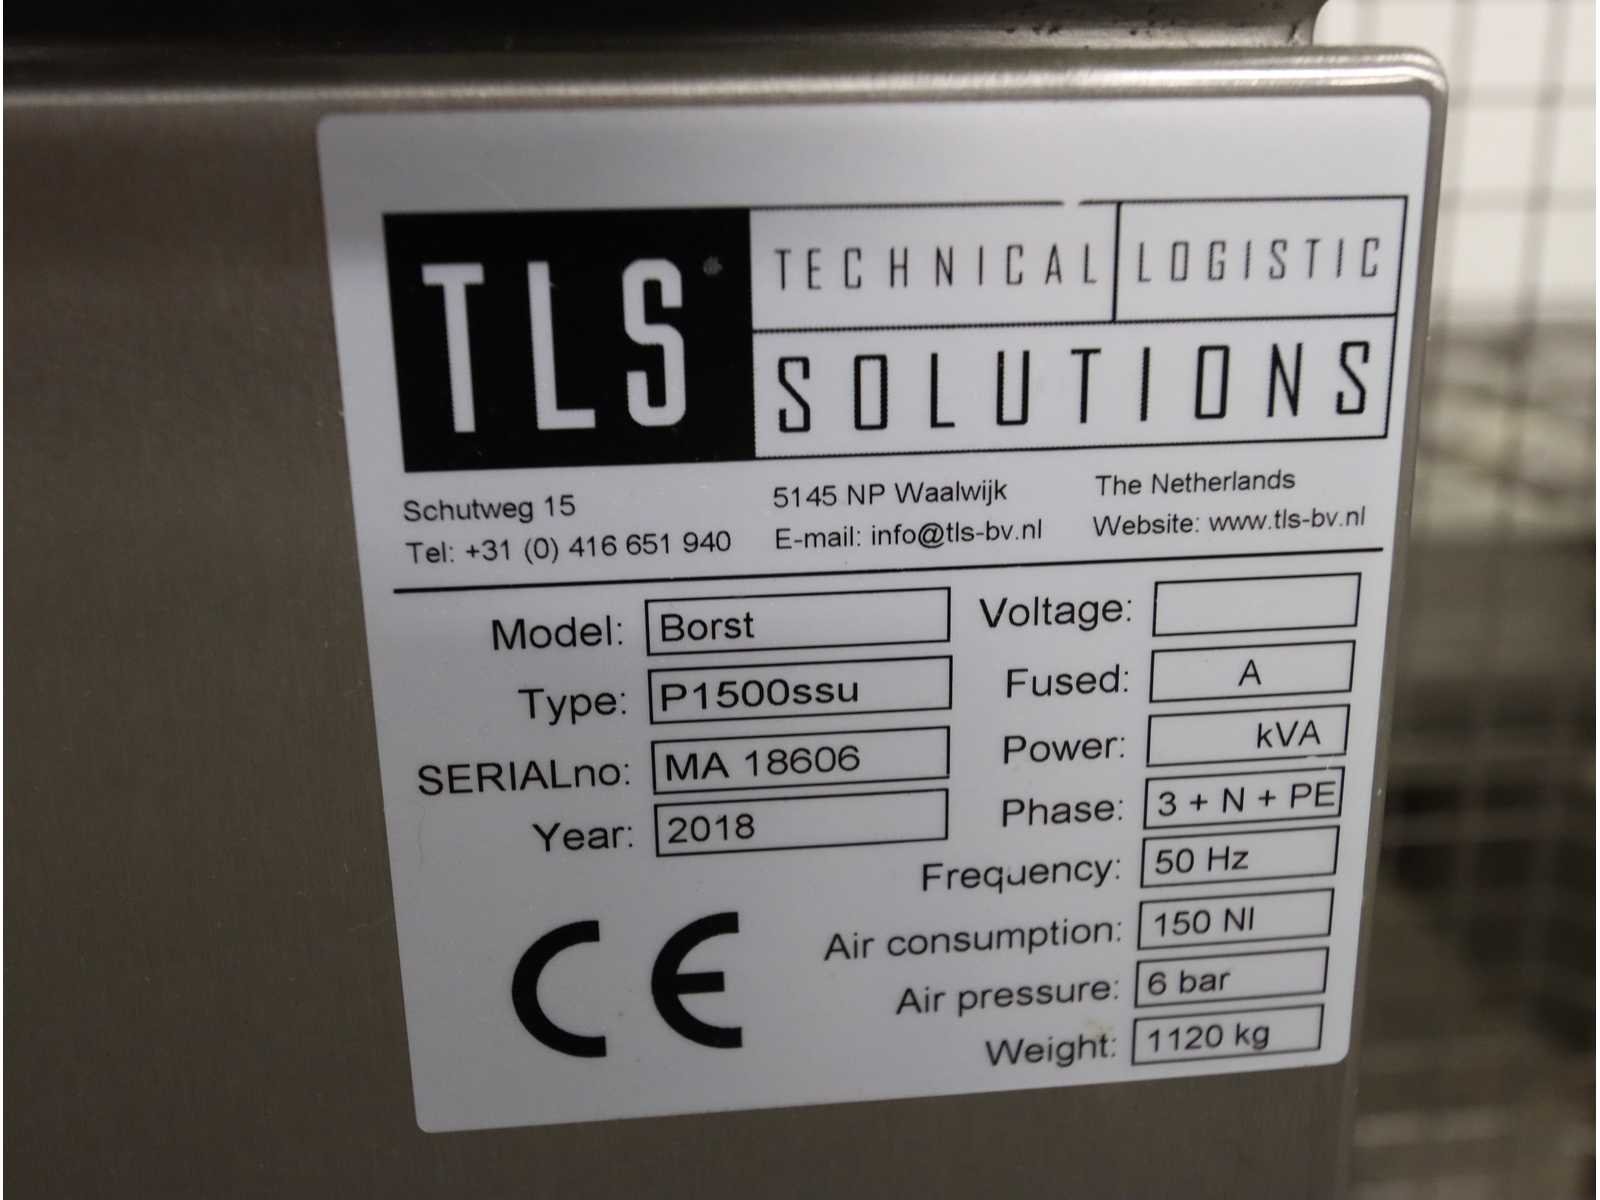 TLS
TECHNICAL LOGISTIC
SOLUTIONS
Schutweg 15 5145 NP Waalwijk The Netherlands
Tel: +31 (0) 416 651 940 E-mail: info@tls-bv.nl Website: www.tls-bv.nl
Model: Borst
Type: P1500ssu
SERIALno: MA 18606
Year: 2018
CE
Voltage:
Fused: A
Power: kVA
Phase: 3 + N + PE
Frequency: 50 Hz
Air consumption: 150 Nl
Air pressure: 6 bar
Weight: 1120 kg